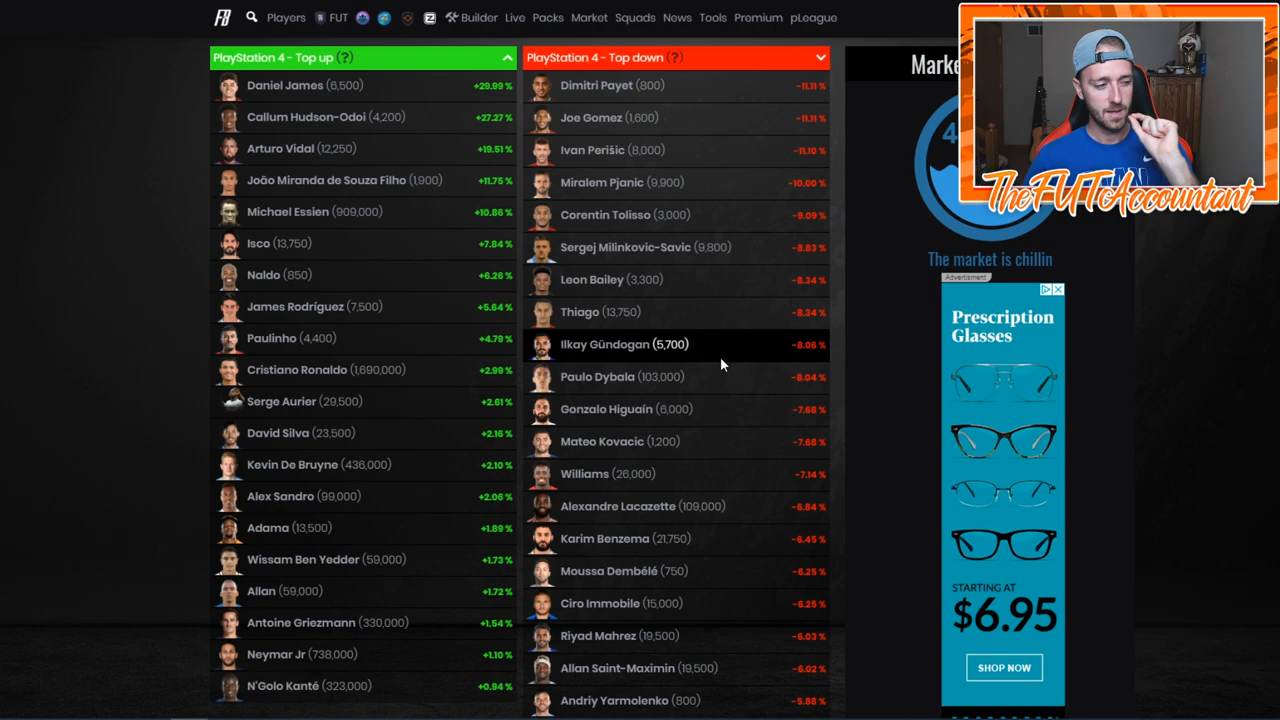 FB Players FUT Z Builder Live Packs Market Squads News Tools Premium pLeague
PlayStation 4 - Top up (?)
Daniel James (6,500) +29.99 %
Callum Hudson-Odoi (4,200) +27.27 %
Arturo Vidal (12,250) +19.51 %
João Miranda de Souza Filho (1,900) +11.75 %
Michael Essien (909,000) +10.86 %
Isco (13,750) +7.84 %
Naldo (850) +6.26 %
James Rodríguez (7,500) +5.64 %
Paulinho (4,400) +4.79 %
Cristiano Ronaldo (1,690,000) +2.99 %
Serge Aurier (29,500) +2.61 %
David Silva (23,500) +2.16 %
Kevin De Bruyne (436,000) +2.10 %
Alex Sandro (99,000) +2.06 %
Adama (13,500) +1.89 %
Wissam Ben Yedder (59,000) +1.73 %
Allan (59,000) +1.72 %
Antoine Griezmann (330,000) +1.54 %
Neymar Jr (738,000) +1.10 %
N'Golo Kanté (323,000) +0.94 %
PlayStation 4 - Top down (?)
Dimitri Payet (800) -11.11 %
Joe Gomez (1,600) -11.11 %
Ivan Perišic (8,000) -11.10 %
Miralem Pjanic (9,900) -10.00 %
Corentin Tolisso (3,000) -9.09 %
Sergej Milinkovic-Savic (9,800) -8.83 %
Leon Bailey (3,300) -8.34 %
Thiago (13,750) -8.34 %
Ilkay Gündogan (5,700) -8.06 %
Paulo Dybala (103,000) -8.04 %
Gonzalo Higuaín (6,000) -7.68 %
Mateo Kovacic (1,200) -7.68 %
Williams (26,000) -7.14 %
Alexandre Lacazette (109,000) -6.84 %
Karim Benzema (21,750) -6.45 %
Moussa Dembélé (750) -6.25 %
Ciro Immobile (15,000) -6.25 %
Riyad Mahrez (19,500) -6.03 %
Allan Saint-Maximin (19,500) -6.02 %
Andriy Yarmolenko (800) -5.88 %
Marke
4
TheFUTAccountant
The market is chillin
Advertisment
Prescription
Glasses
STARTING AT
$6.95
SHOP NOW